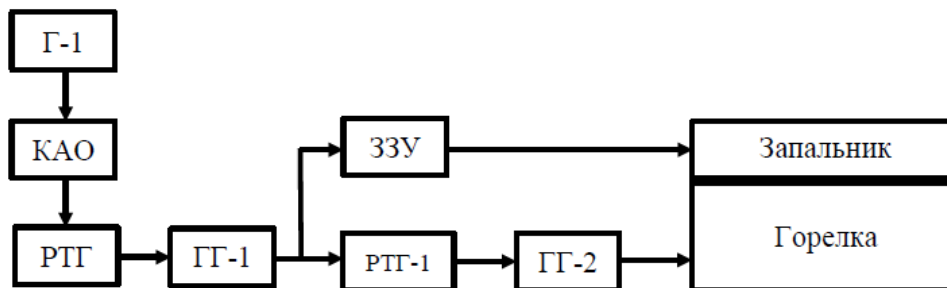 Г-1
КАО
ЗЗУ
Запальник
РТГ
ГГ-1
РТГ-1
ГГ-2
Горелка